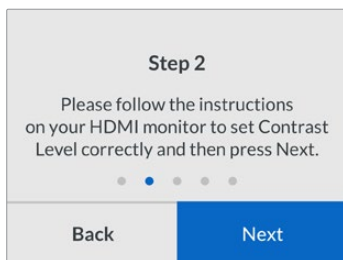 Step 2
Please follow the instructions
on your HDMI monitor to set Contrast
Level correctly and then press Next.
Back
Next